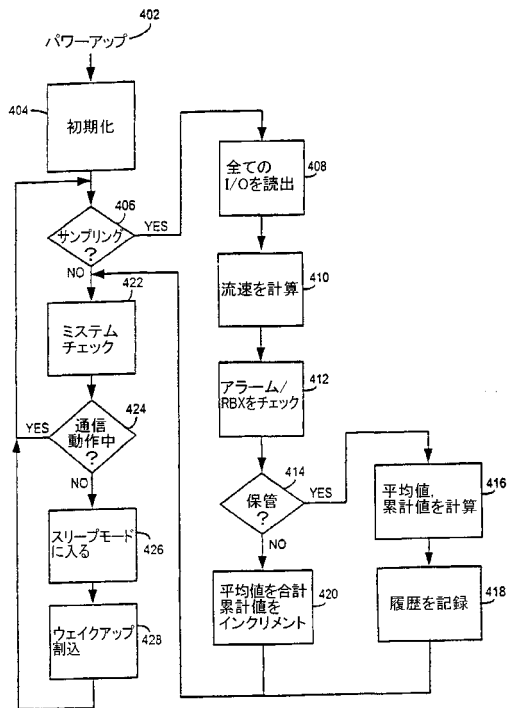 402
パワーアップ
404
初期化
406
サンプリング
?
YES
NO
全ての
I/Oを読出
408
流速を計算
410
アラーム/
RBXをチェック
412
414
保管
?
YES
NO
平均値,
累計値を計算
416
履歴を記録
418
平均値を合計
累計値を
インクリメント
420
422
ミステム
チェック
424
通信
動作中
?
YES
NO
スリープモード
に入る
426
ウェイクアップ
割込
428